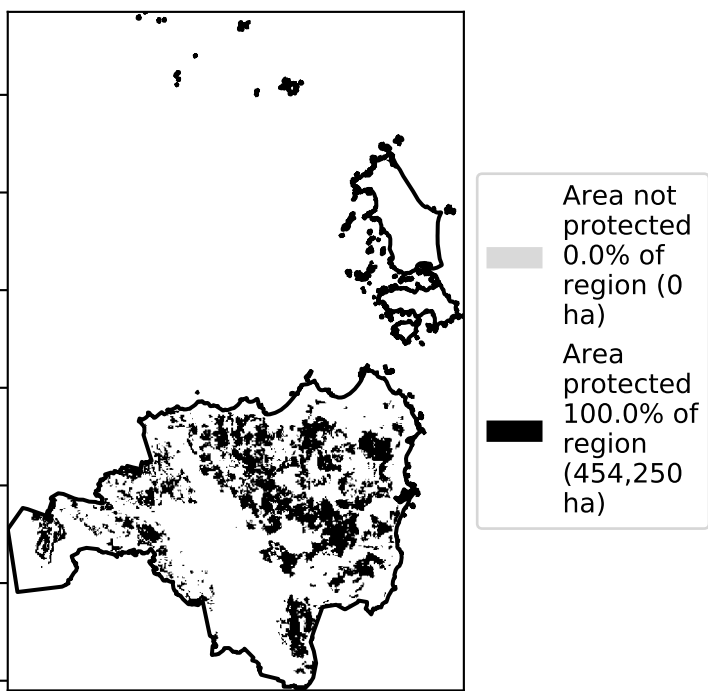 Area not
protected
0.0% of
region (0
ha)
Area
protected
100.0% of
region
(454,250
ha)